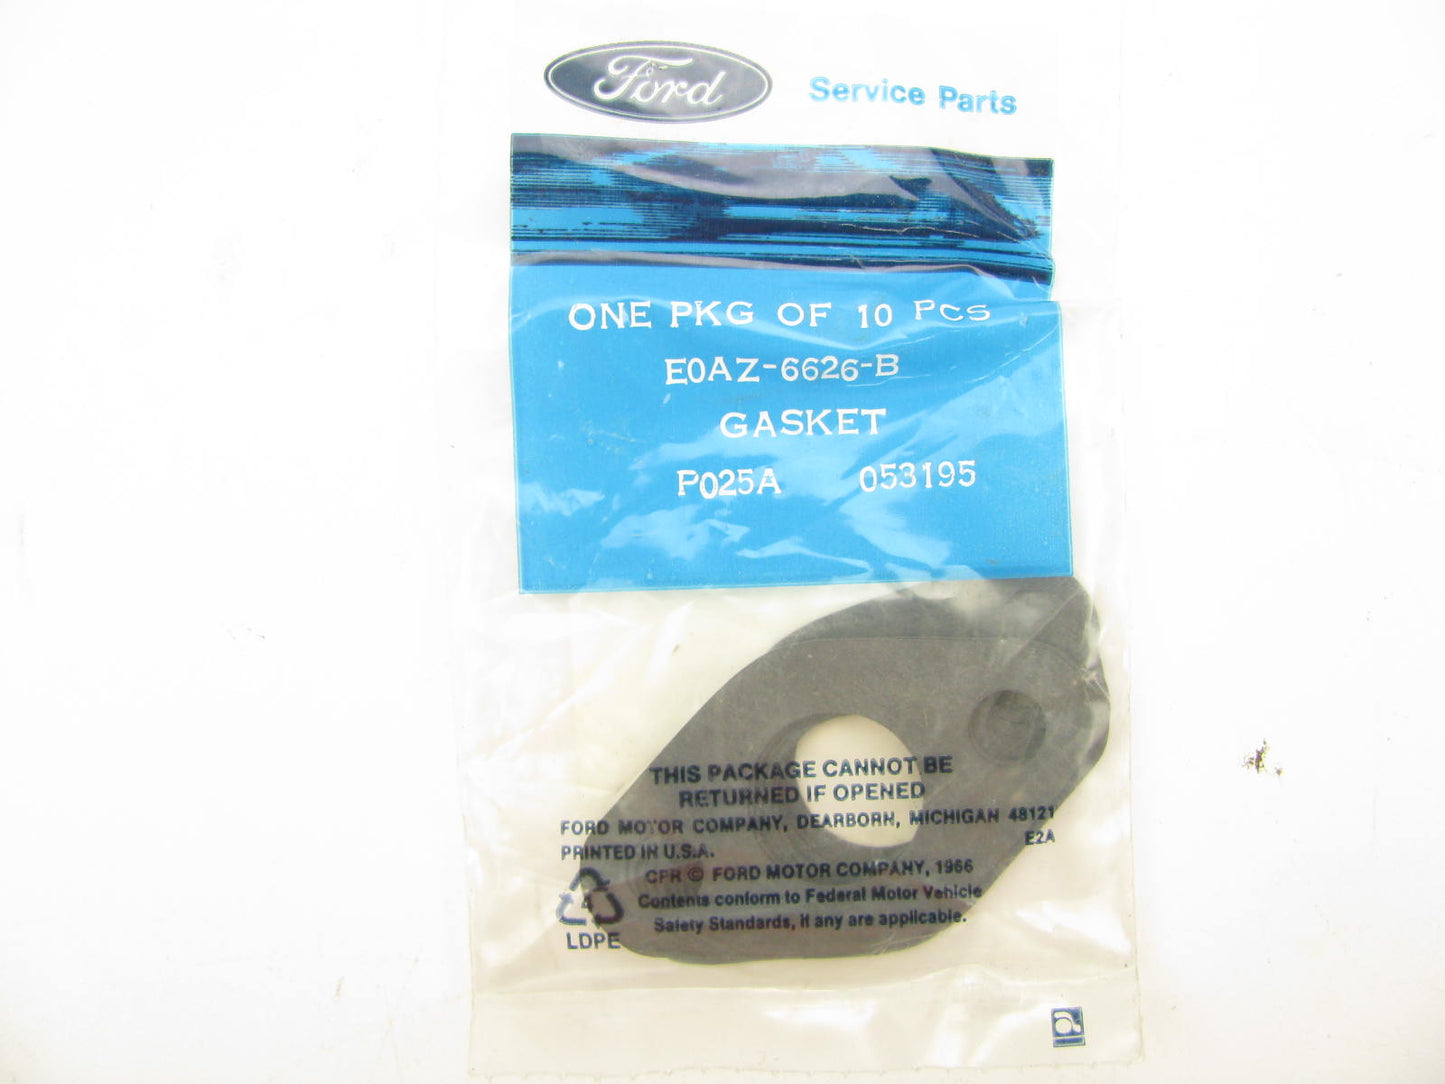 Ford Service Parts
ONE PKG OF 10 PCS
E0AZ-6626-B
GASKET
P025A 053195
THIS PACKAGE CANNOT BE
RETURNED IF OPENED
FORD MOTOR COMPANY, DEARBORN, MICHIGAN 48121
PRINTED IN U.S.A. E2A
CFR © FORD MOTOR COMPANY, 1966
Contents conform to Federal Motor Vehicle
Safety Standards, if any are applicable.
4
LDPE
a